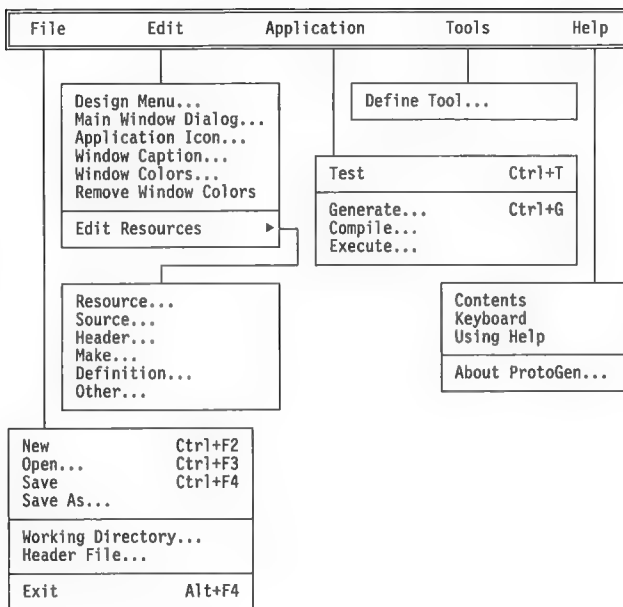 File Edit Application Tools Help
Design Menu...
Main Window Dialog...
Application Icon...
Window Caption...
Window Colors...
Remove Window Colors
Edit Resources ▶
Define Tool...
Test Ctrl+T
Generate... Ctrl+G
Compile...
Execute...
Resource...
Source...
Header...
Make...
Definition...
Other...
Contents
Keyboard
Using Help
About ProtoGen...
New Ctrl+F2
Open... Ctrl+F3
Save Ctrl+F4
Save As...
Working Directory...
Header File...
Exit Alt+F4